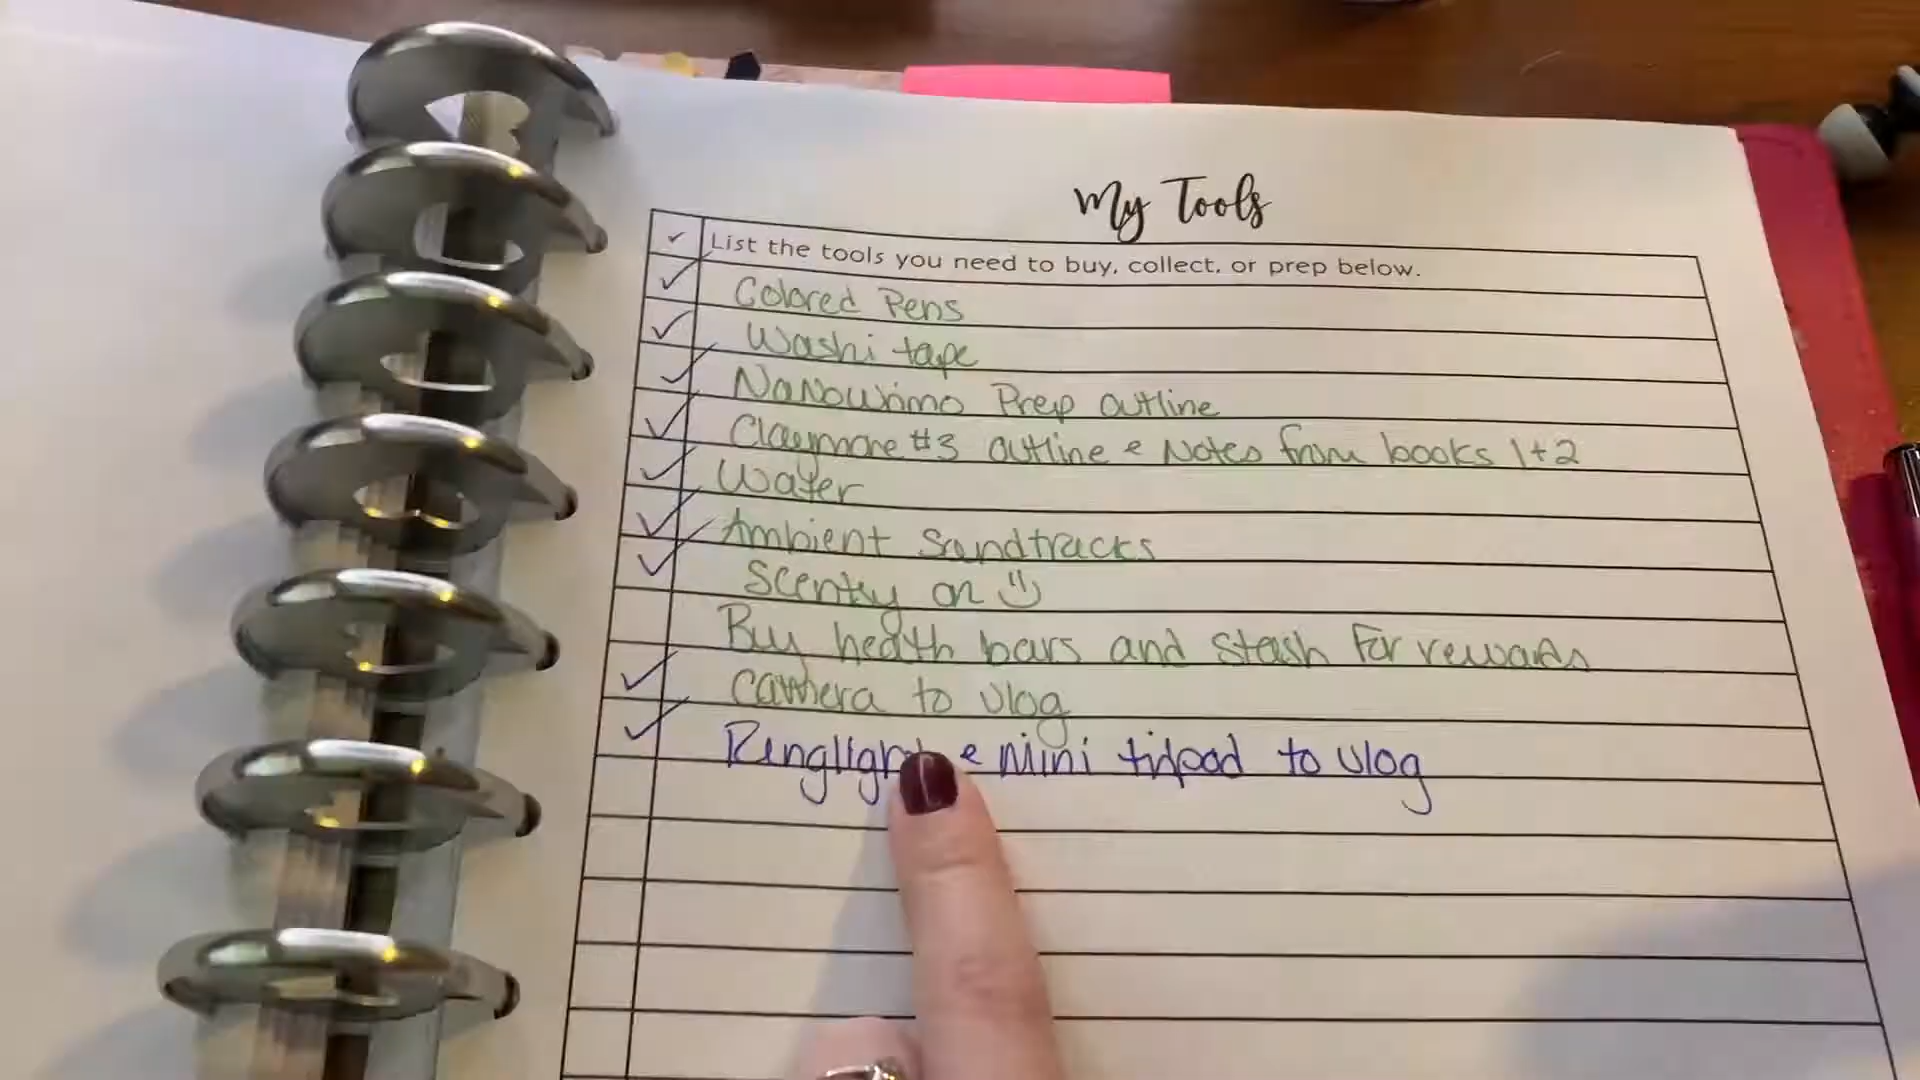 My Tools
✓ List the tools you need to buy, collect, or prep below.
✓ Colored Pens
✓ Washi tape
✓ NaNoWrimo Prep outline
✓ Claymore #3 outline & Notes from books 1+2
✓ Water
✓ Ambient Soundtracks
✓ Scentsy on
Buy health bars and stash for rewards
✓ Camera to vlog
✓ Ringlight & Mini to vlog